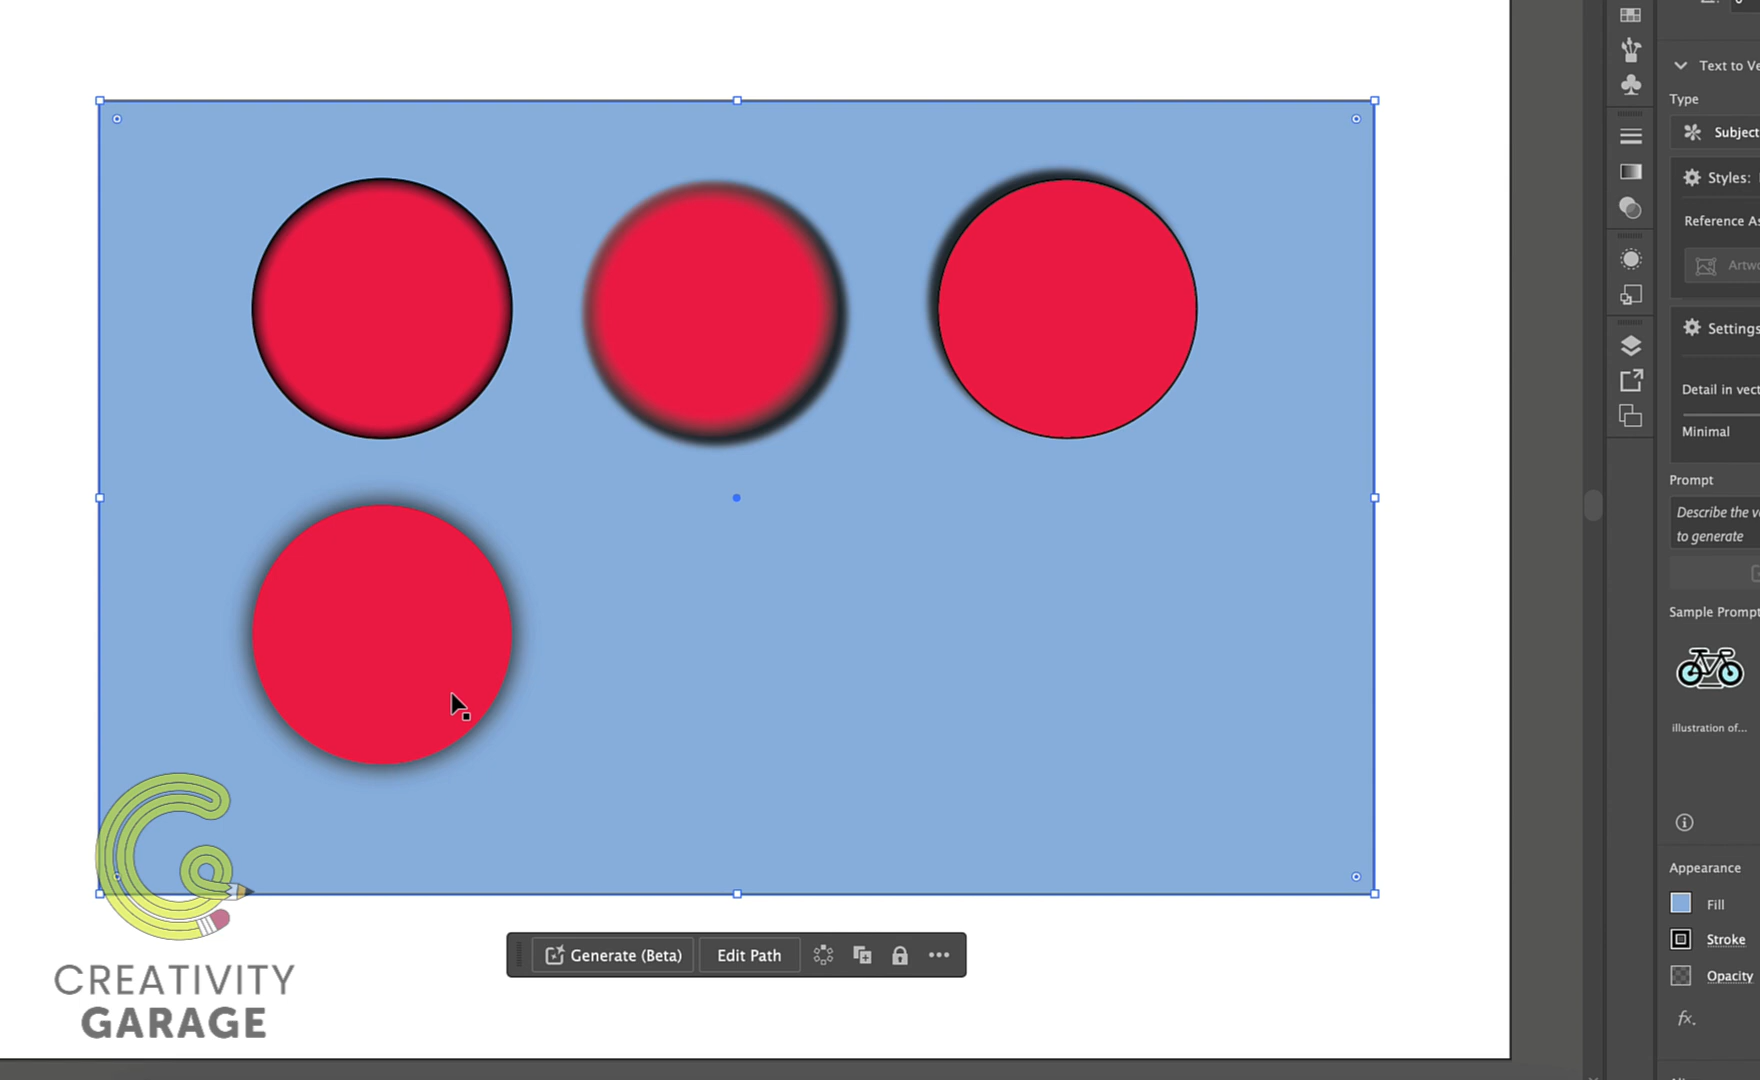 Text to Ve
Type
Subject
Styles:
Reference As
Artwo
Settings
Detail in vect
Minimal
Prompt
Describe the v
to generate
Sample Prompt
illustration of...
Appearance
Fill
Stroke
Opacity
fx.
Generate (Beta)
Edit Path
CREATIVITY
GARAGE